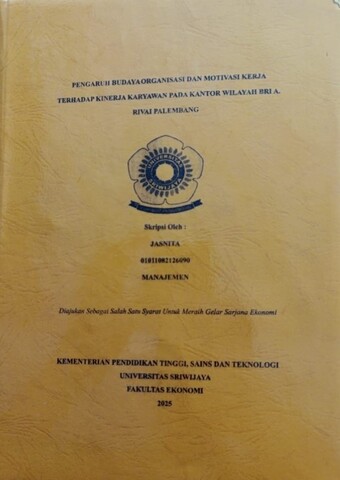 PENGARUH BUDAYA ORGANISASI DAN MOTIVASI KERJA
TERHADAP KINERJA KARYAWAN PADA KANTOR WILAYAH BRI A.
RIVAI PALEMBANG
UNIVERSITAS
SRIWIJAYA
Skripsi Oleh :
JASNITA
01011082126090
MANAJEMEN
Diajukan Sebagai Salah Satu Syarat Untuk Meraih Gelar Sarjana Ekonomi
KEMENTERIAN PENDIDIKAN TINGGI, SAINS DAN TEKNOLOGI
UNIVERSITAS SRIWIJAYA
FAKULTAS EKONOMI
2025